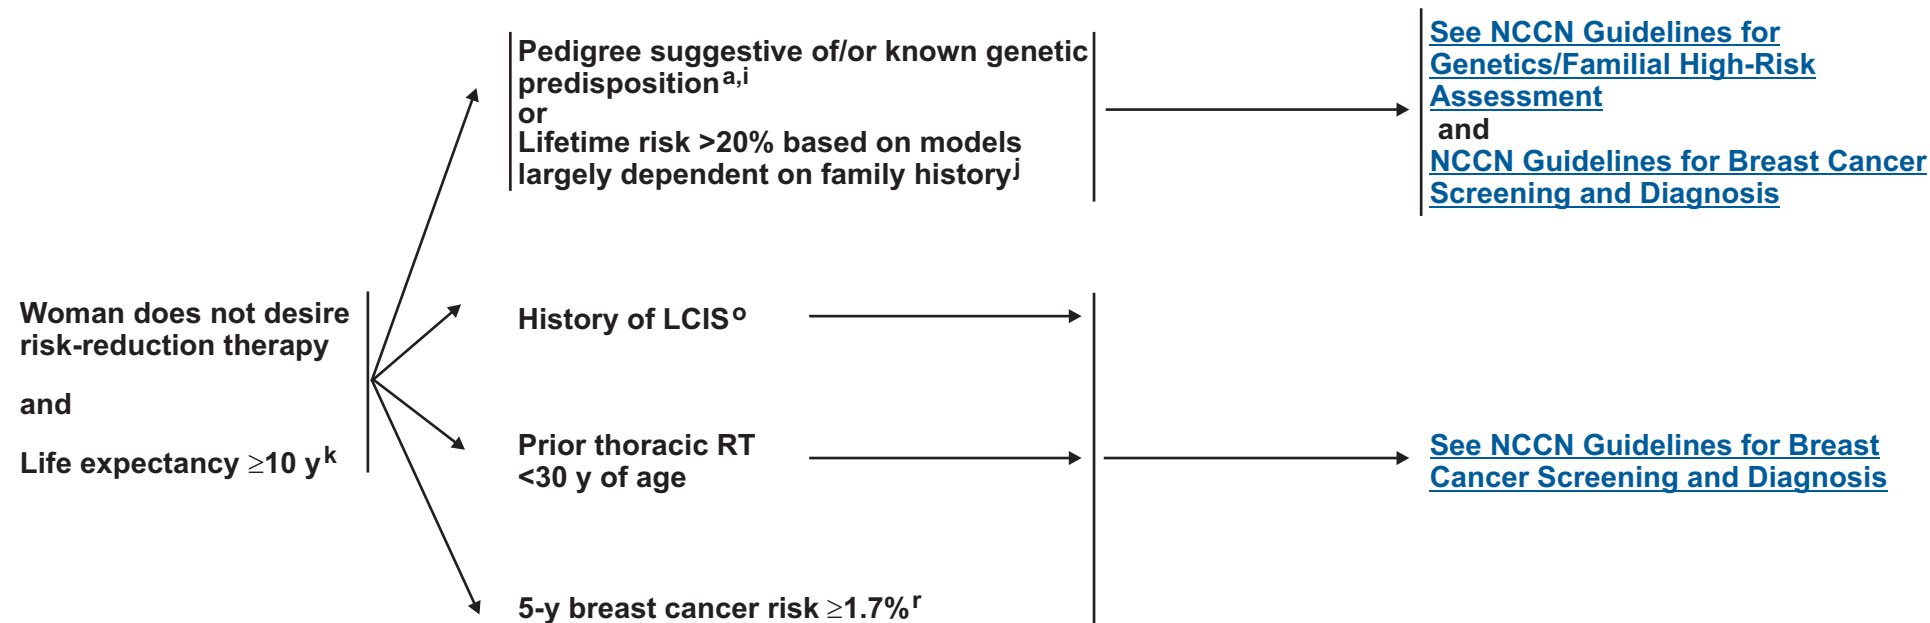 Woman does not desire
risk-reduction therapy
and
Life expectancy ≥10 y k
Pedigree suggestive of/or known genetic
predisposition a,i
or
Lifetime risk >20% based on models
largely dependent on family history j
See NCCN Guidelines for
Genetics/Familial High-Risk
Assessment
and
NCCN Guidelines for Breast Cancer
Screening and Diagnosis
History of LCIS o
Prior thoracic RT
<30 y of age
5-y breast cancer risk ≥1.7% r
See NCCN Guidelines for Breast
Cancer Screening and Diagnosis